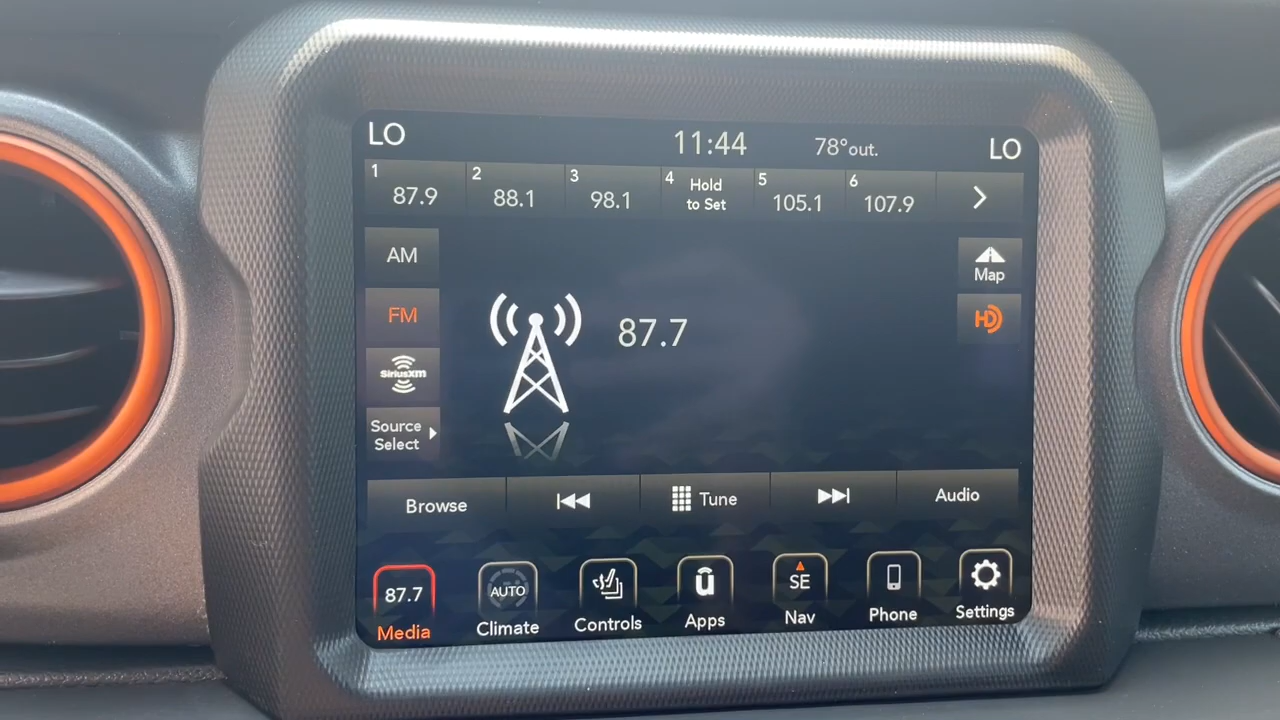 LO
11:44
78°out.
LO
1
87.9
2
88.1
3
98.1
4
Hold
to Set
5
105.1
6
107.9
AM
FM
SiriusXM
Source
Select
87.7
Map
HD
Browse
Tune
Audio
87.7
Media
AUTO
Climate
Controls
ū
Apps
SE
Nav
Phone
Settings